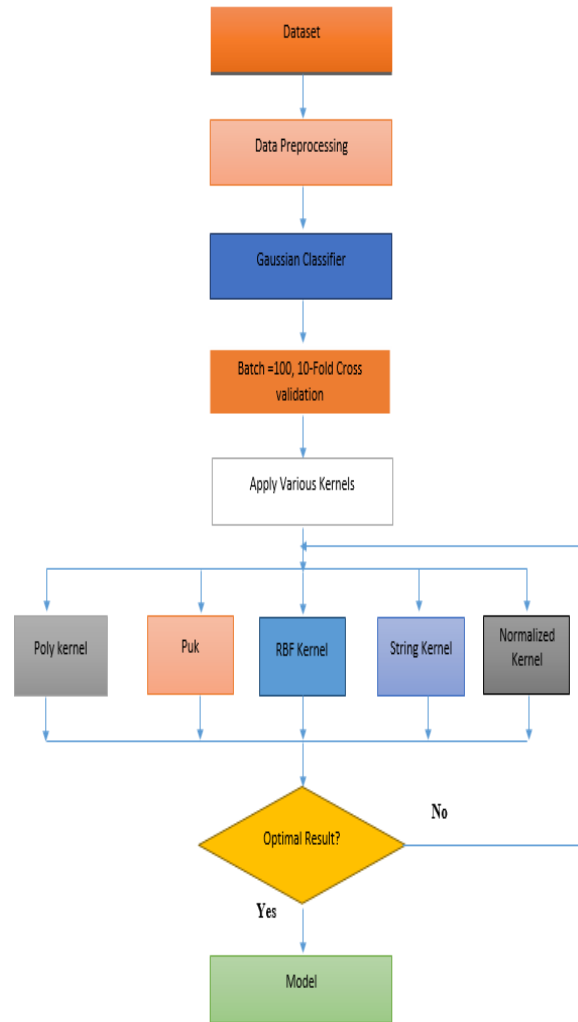 Dataset
Data Preprocessing
Gaussian Classifier
Batch =100, 10-Fold Cross
validation
Apply Various Kernels
Poly kernel
Puk
RBF Kernel
String Kernel
Normalized
Kernel
No
Optimal Result?
Yes
Model